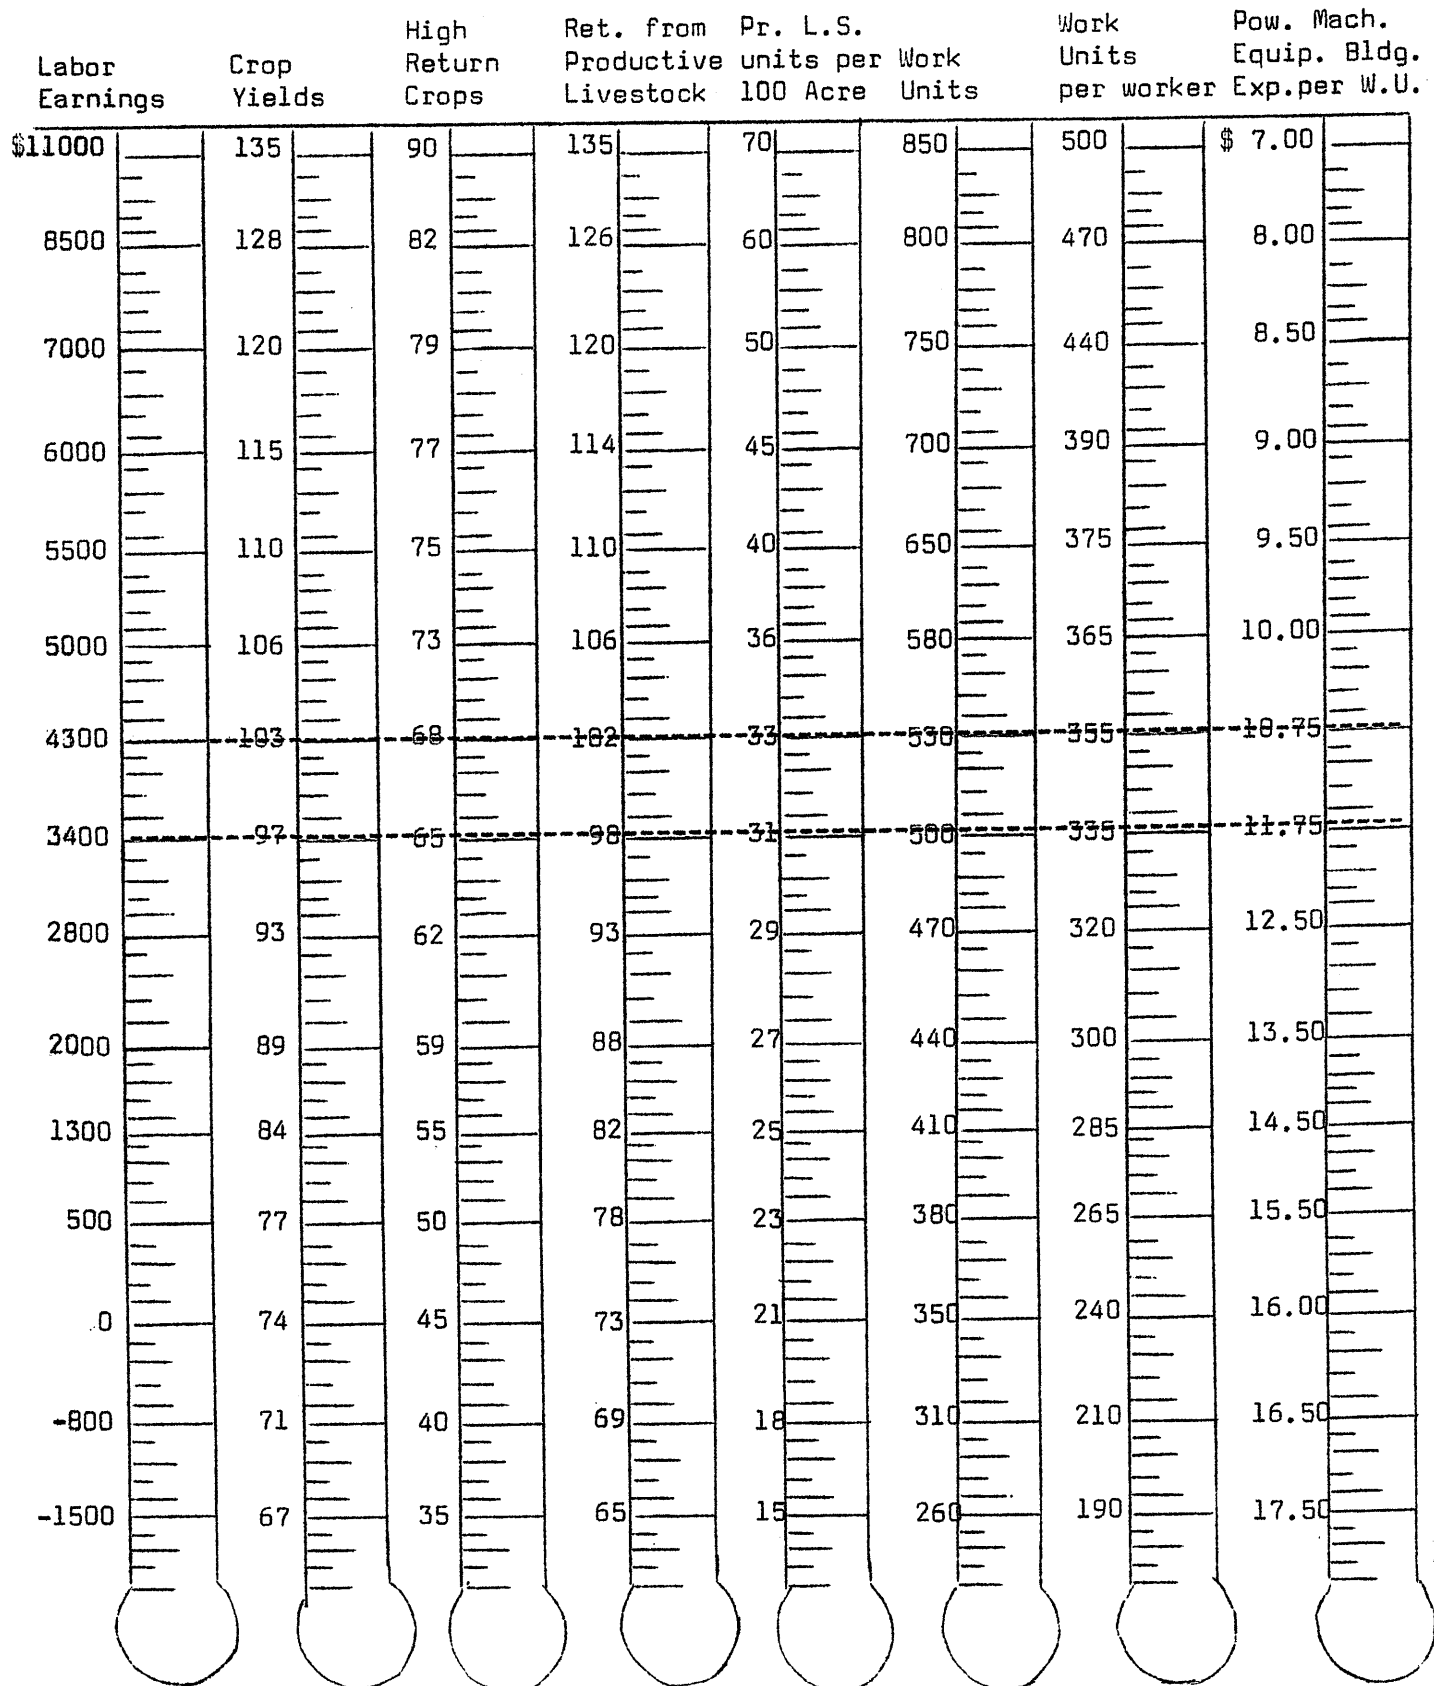 Labor Earnings Crop Yields High Return Crops Ret. from Productive Livestock Pr. L.S. units per 100 Acre Work Units Work Units per worker Pow. Mach. Equip. Bldg. Exp.per W.U.
$11000 135 90 135 70 850 500 $ 7.00
8500 128 82 126 60 800 470 8.00
7000 120 79 120 50 750 440 8.50
6000 115 77 114 45 700 390 9.00
5500 110 75 110 40 650 375 9.50
5000 106 73 106 36 580 365 10.00
4300 103 68 102 33 530 355 10.75
3400 97 65 98 31 500 335 11.75
2800 93 62 93 29 470 320 12.50
2000 89 59 88 27 440 300 13.50
1300 84 55 82 25 410 285 14.50
500 77 50 78 23 380 265 15.50
0 74 45 73 21 350 240 16.00
-800 71 40 69 18 310 210 16.50
-1500 67 35 65 15 260 190 17.50